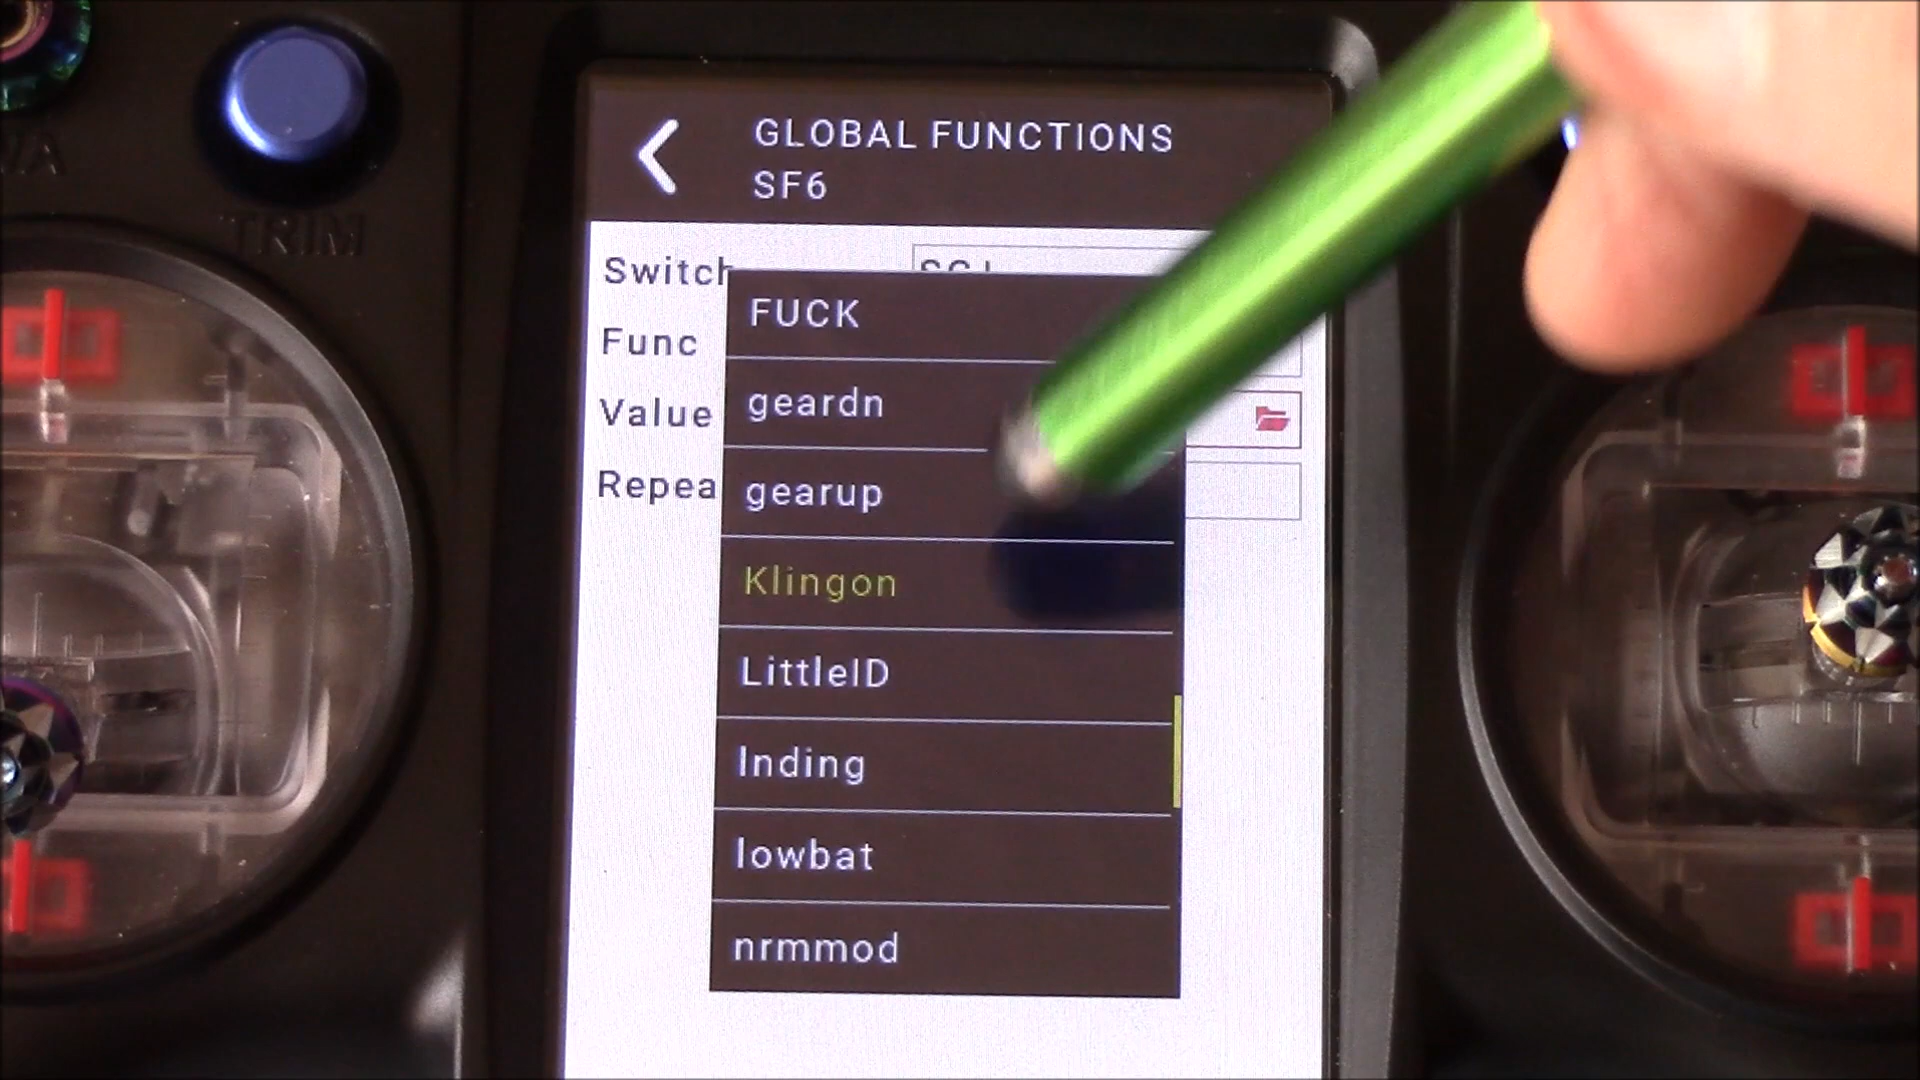 TRIM
GLOBAL FUNCTIONS
SF6
Switch
FUCK
Func
geardn
Value
gearup
Repea
Klingon
LittleID
lnding
lowbat
nrmmod